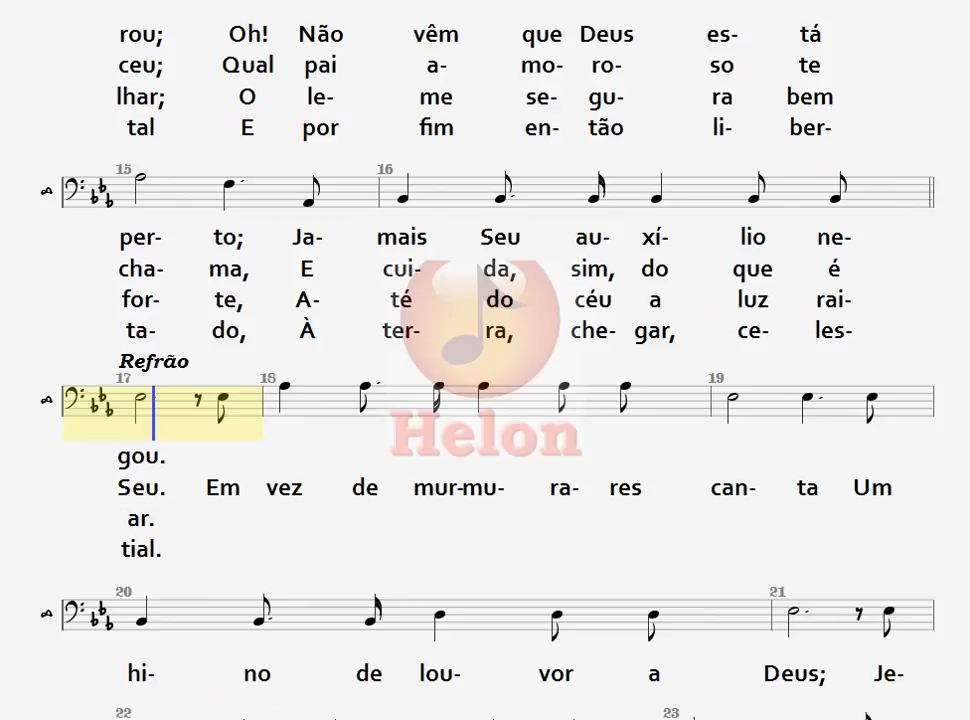 rou; Oh! Não vêm que Deus es- tá
ceu; Qual pai a- mo- ro- so te
lhar; O le- me se- gu- ra bem
tal E por fim en- tão li- ber-
15 16
per- to; Ja- mais Seu au- xí- lio ne-
cha- ma, E cui- da, sim, do que é
for- te, A- té do céu a luz rai-
ta- do, À ter- ra, che- gar, ce- les-
Refrão
17 18 19
Helon
gou.
Seu. Em vez de mur-mu- ra- res can- ta Um
ar.
tial.
20 21
hi- no de lou- vor a Deus; Je-
22 23